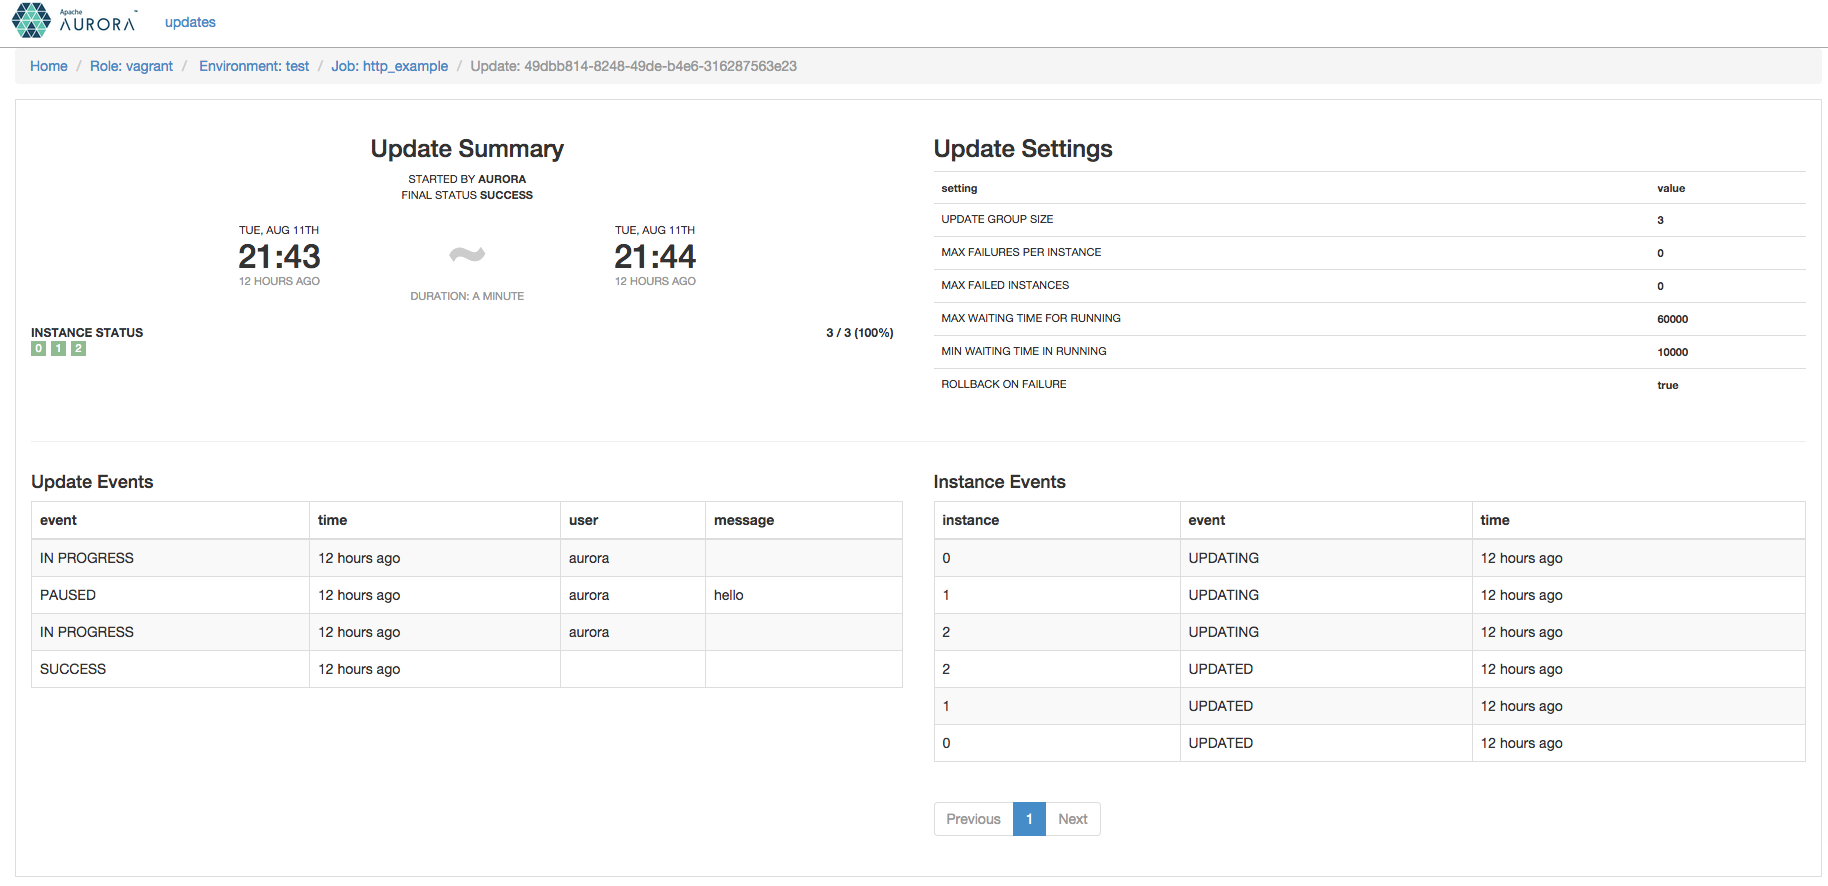 Apache
AURORA™
updates
Home / Role: vagrant / Environment: test / Job: http_example / Update: 49dbb814-8248-49de-b4e6-316287563e23
Update Summary
STARTED BY AURORA
FINAL STATUS SUCCESS
TUE, AUG 11TH
21:43
12 HOURS AGO
~
DURATION: A MINUTE
TUE, AUG 11TH
21:44
12 HOURS AGO
INSTANCE STATUS 3 / 3 (100%)
0 1 2
Update Settings
setting value
UPDATE GROUP SIZE 3
MAX FAILURES PER INSTANCE 0
MAX FAILED INSTANCES 0
MAX WAITING TIME FOR RUNNING 60000
MIN WAITING TIME IN RUNNING 10000
ROLLBACK ON FAILURE true
Update Events
event time user message
IN PROGRESS 12 hours ago aurora
PAUSED 12 hours ago aurora hello
IN PROGRESS 12 hours ago aurora
SUCCESS 12 hours ago
Instance Events
instance event time
0 UPDATING 12 hours ago
1 UPDATING 12 hours ago
2 UPDATING 12 hours ago
2 UPDATED 12 hours ago
1 UPDATED 12 hours ago
0 UPDATED 12 hours ago
Previous 1 Next